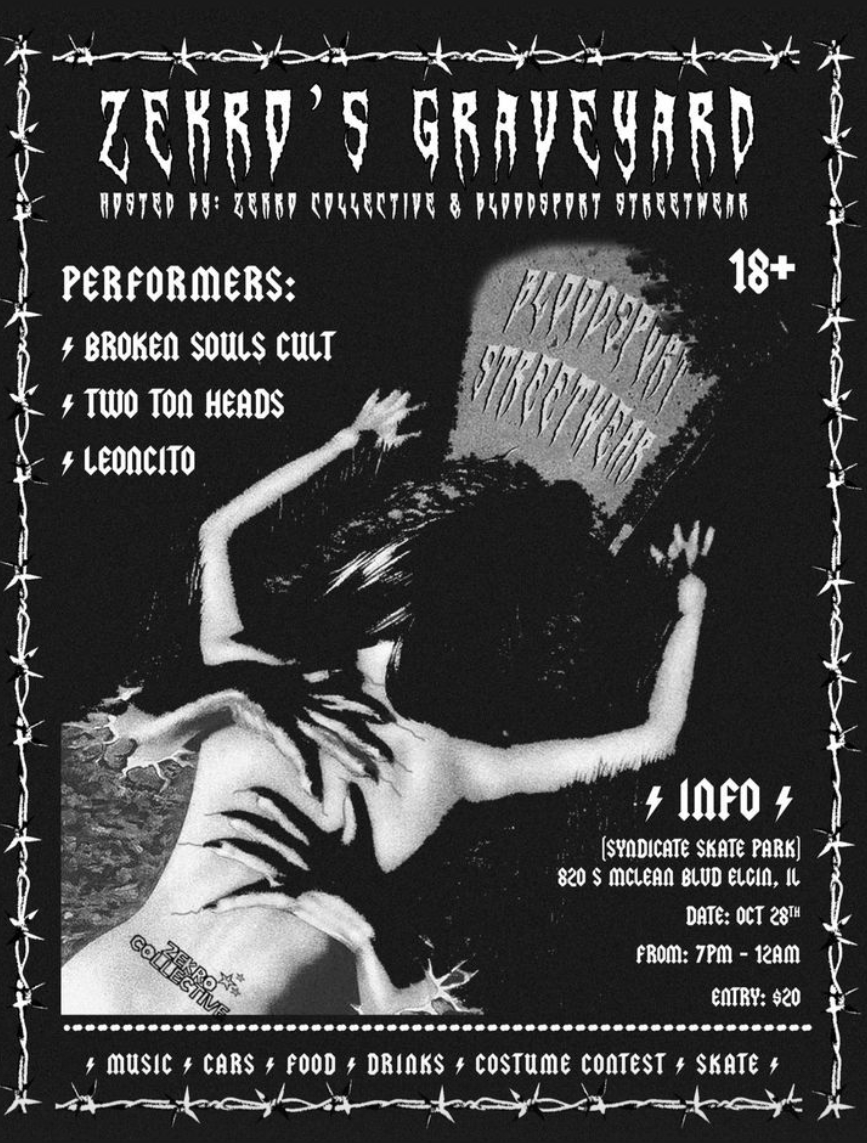 ZEKRO'S GRAVEYARD
HOSTED BY: ZEKRO COLLECTIVE & BLOODSPORT STREETWEAR
18+
PERFORMERS:
BROKEN SOULS CULT
TWO TON HEADS
LEONCITO
BLOODSPORT
STREETWEAR
INFO
(SYNDICATE SKATE PARK)
820 S MCLEAN BLVD ELGIN, IL
DATE: OCT 28TH
FROM: 7PM - 12AM
ENTRY: $20
ZEKRO
COLLECTIVE
MUSIC CARS FOOD DRINKS COSTUME CONTEST SKATE